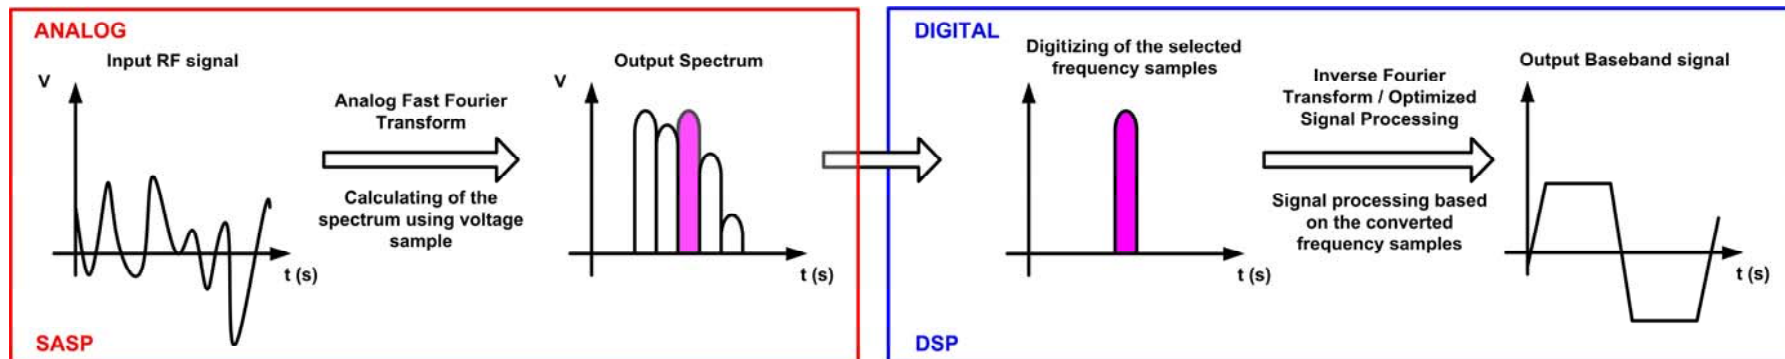 ANALOG
Input RF signal
V
t (s)
Analog Fast Fourier
Transform
Calculating of the
spectrum using voltage
sample
Output Spectrum
V
t (s)
SASP
DIGITAL
Digitizing of the selected
frequency samples
t (s)
Inverse Fourier
Transform / Optimized
Signal Processing
Signal processing based
on the converted
frequency samples
Output Baseband signal
t (s)
DSP